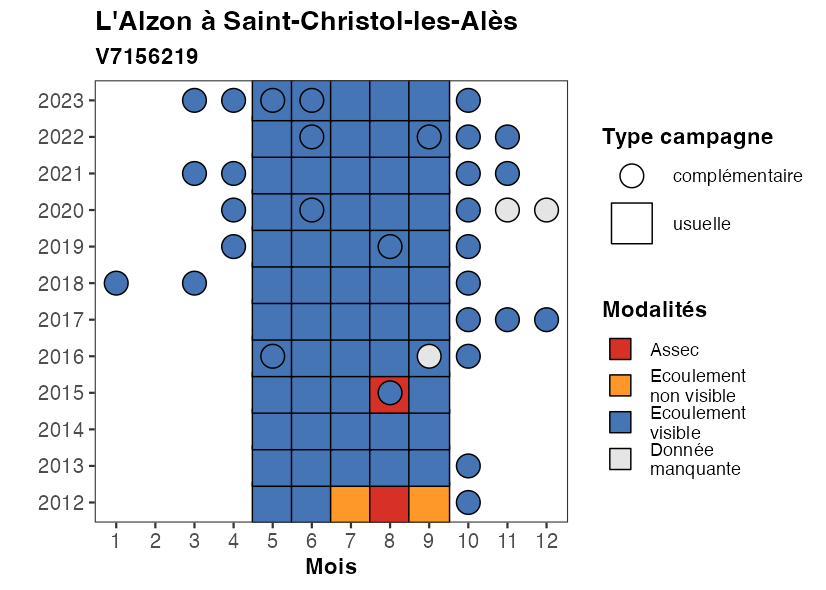 L'Alzon à Saint-Christol-les-Alès
V7156219
2023
2022
2021
2020
2019
2018
2017
2016
2015
2014
2013
2012
1 2 3 4 5 6 7 8 9 10 11 12
Mois
Type campagne
complémentaire
usuelle
Modalités
Assec
Ecoulement
non visible
Ecoulement
visible
Donnée
manquante